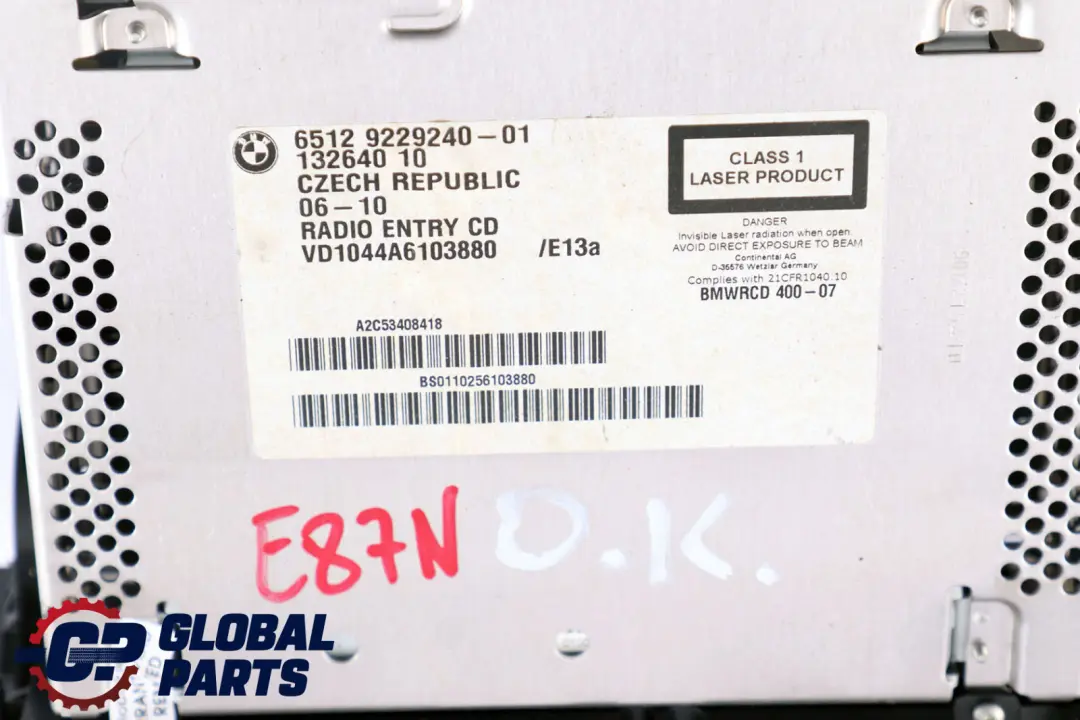 6512 9229240-01
132640 10
CZECH REPUBLIC
06-10
RADIO ENTRY CD
VD1044A6103880 /E13a
CLASS 1
LASER PRODUCT
DANGER
Invisible Laser radiation when open.
AVOID DIRECT EXPOSURE TO BEAM
Continental AG
D-35576 Wetzlar Germany
Complies with 21CFR1040.10
BMWRCD 400-07
A2C53408418
BS0110256103880
E87N O.K.
GP GLOBAL
PARTS